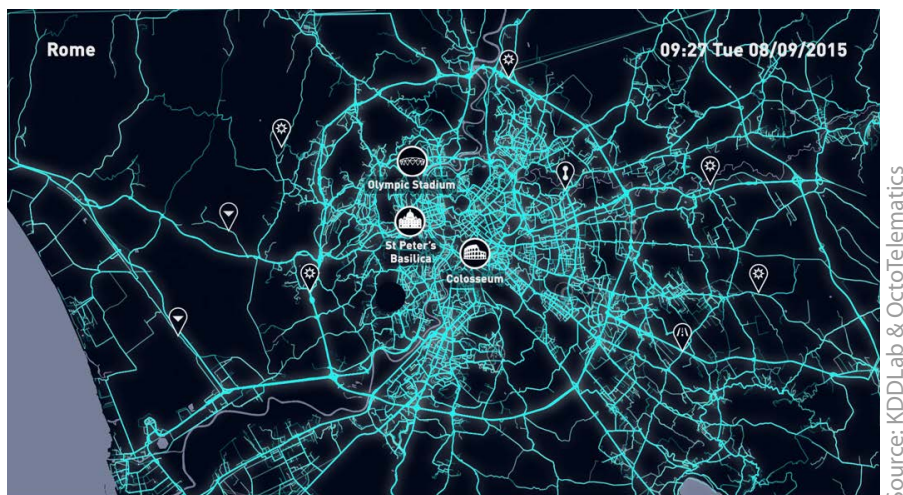 Rome
09:27 Tue 08/09/2015
Olympic Stadium
St Peter's
Basilica
Colosseum
Source: KDDLab & OctoTelematics